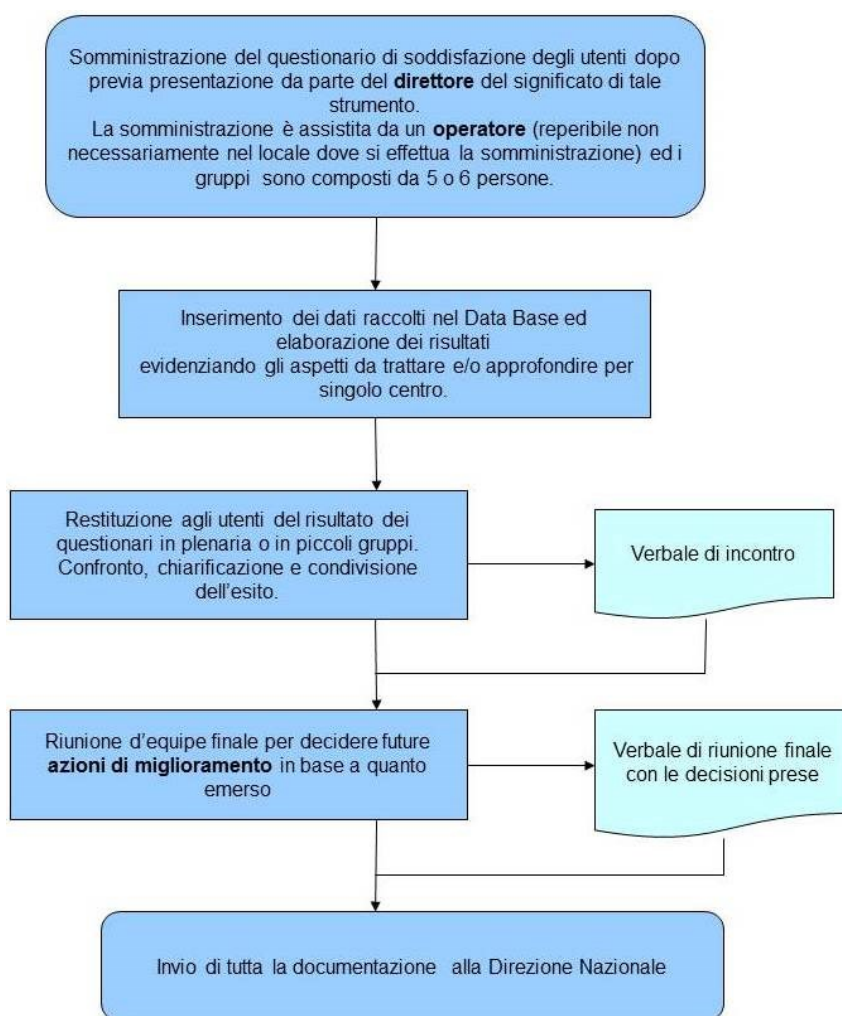 Somministrazione del questionario di soddisfazione degli utenti dopo
previa presentazione da parte del direttore del significato di tale
strumento.
La somministrazione è assistita da un operatore (reperibile non
necessariamente nel locale dove si effettua la somministrazione) ed i
gruppi sono composti da 5 o 6 persone.
Inserimento dei dati raccolti nel Data Base ed
elaborazione dei risultati
evidenziando gli aspetti da trattare e/o approfondire per
singolo centro.
Restituzione agli utenti del risultato dei
questionari in plenaria o in piccoli gruppi.
Confronto, chiarificazione e condivisione
dell'esito.
Verbale di incontro
Riunione d'equipe finale per decidere future
azioni di miglioramento in base a quanto
emerso
Verbale di riunione finale
con le decisioni prese
Invio di tutta la documentazione alla Direzione Nazionale